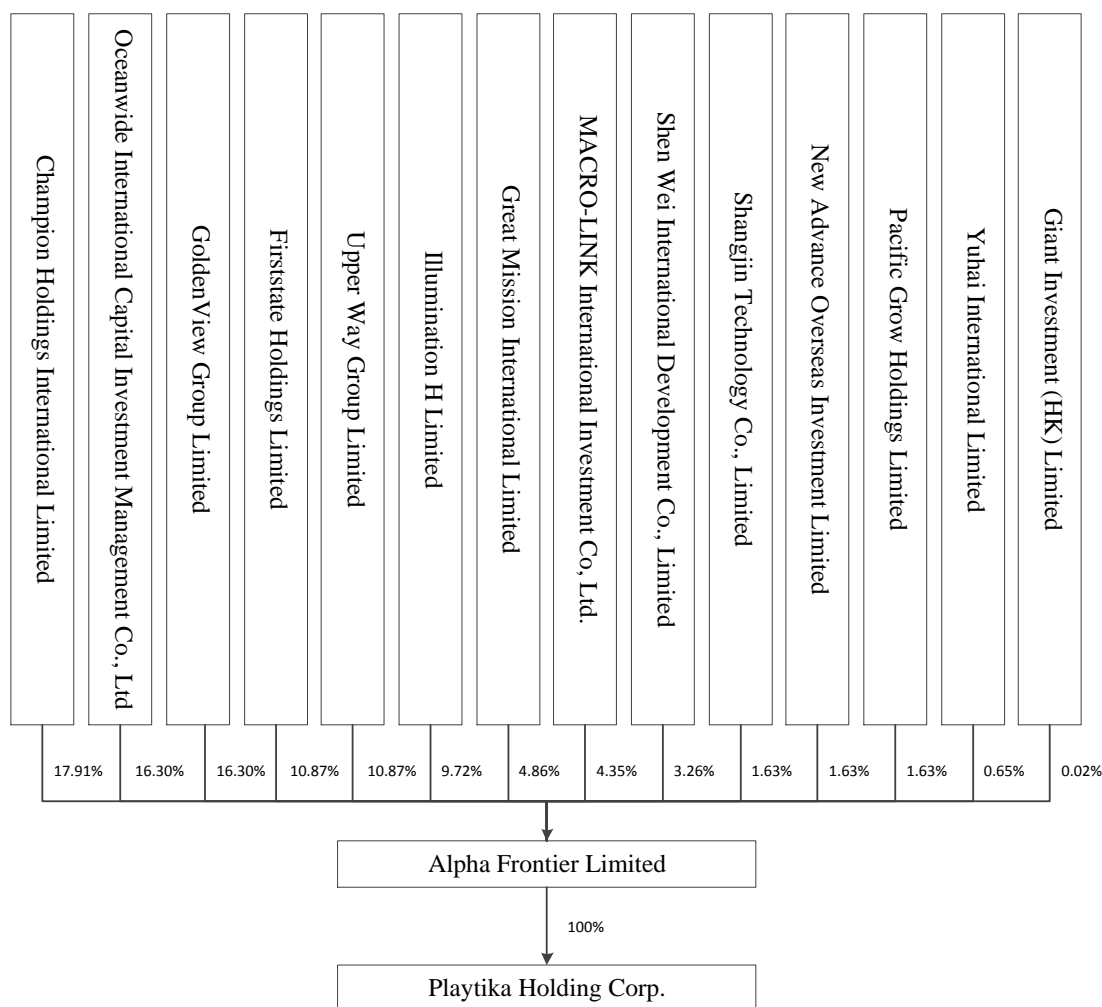 Champion Holdings International Limited
Oceanwide International Capital Investment Management Co., Ltd
GoldenView Group Limited
Firststate Holdings Limited
Upper Way Group Limited
Illumination H Limited
Great Mission International Limited
MACRO-LINK International Investment Co, Ltd.
Shen Wei International Development Co., Limited
Shangjin Technology Co., Limited
New Advance Overseas Investment Limited
Pacific Grow Holdings Limited
Yuhai International Limited
Giant Investment (HK) Limited
17.91% 16.30% 16.30% 10.87% 10.87% 9.72% 4.86% 4.35% 3.26% 1.63% 1.63% 1.63% 0.65% 0.02%
Alpha Frontier Limited
100%
Playtika Holding Corp.